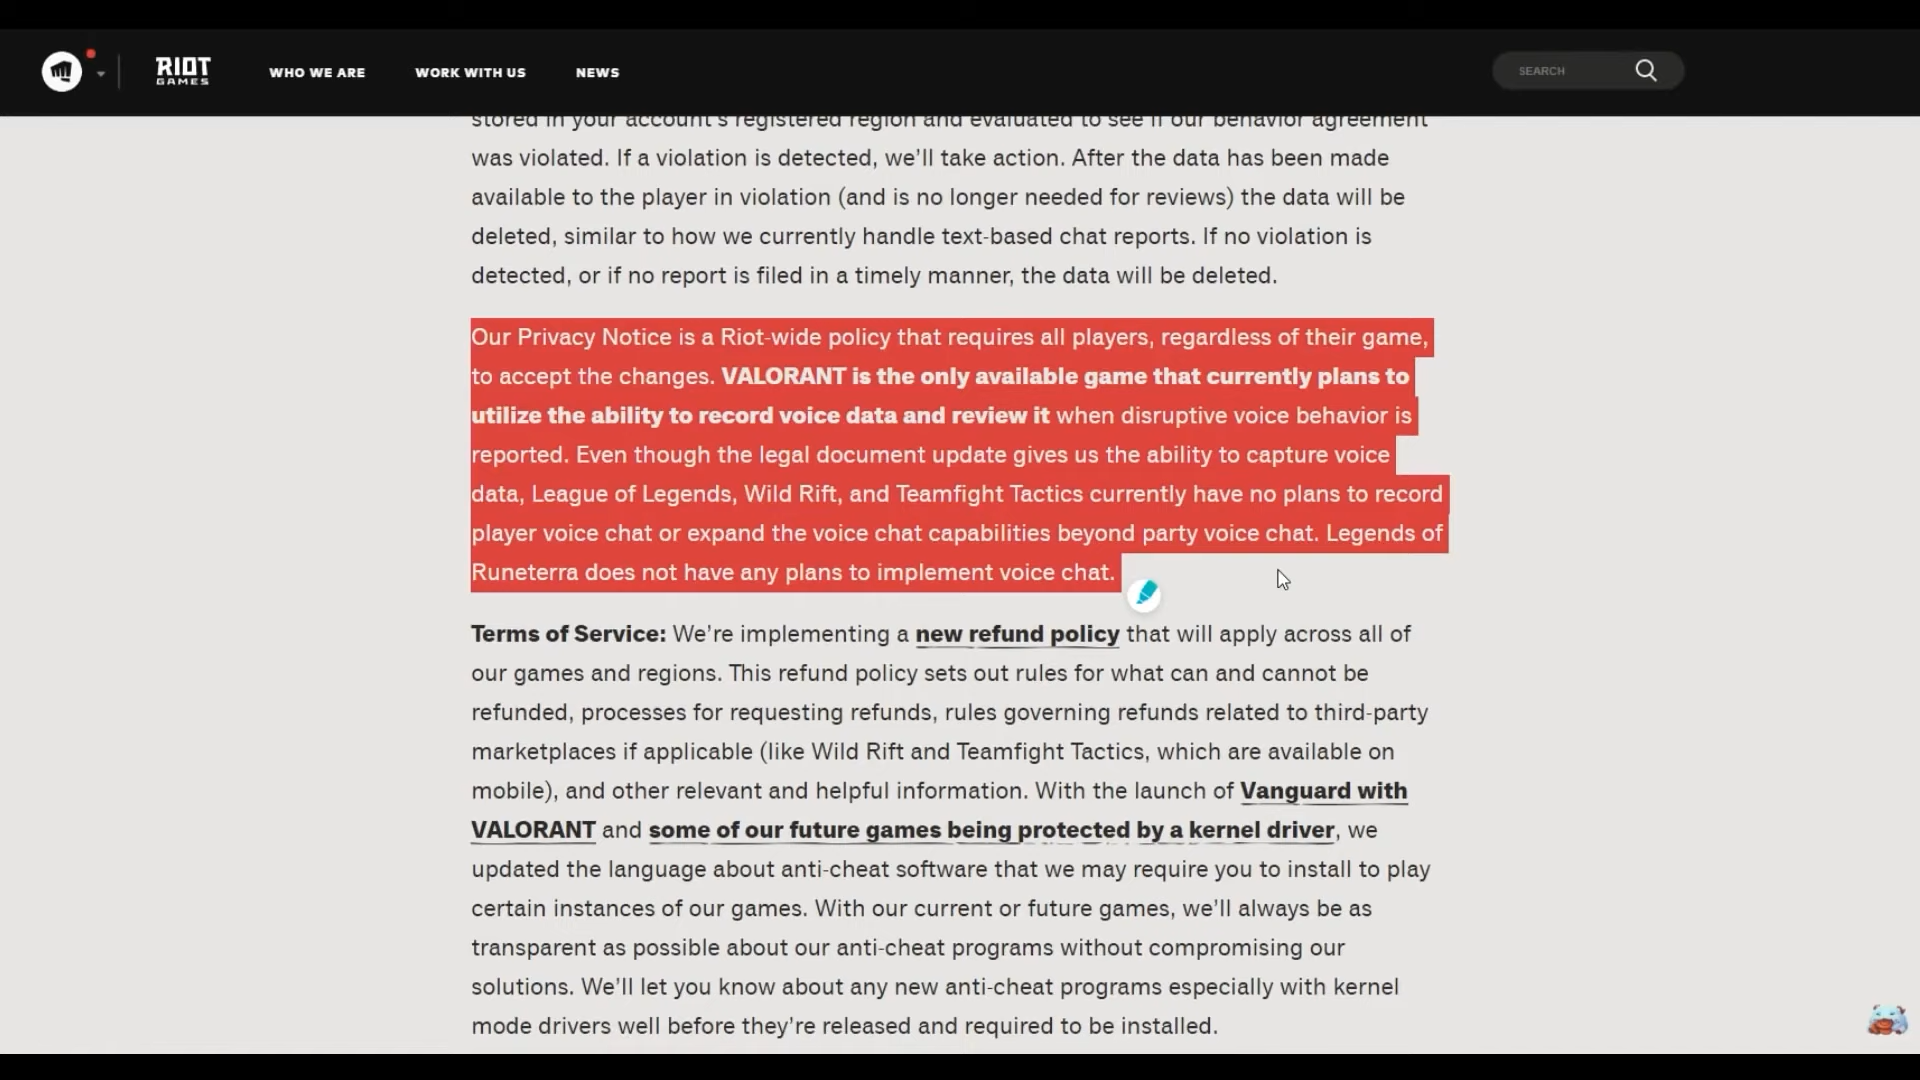 RIOT
GAMES
WHO WE ARE
WORK WITH US
NEWS
SEARCH
stored in your account's registered region and evaluated to see if our behavior agreement
was violated. If a violation is detected, we’ll take action. After the data has been made
available to the player in violation (and is no longer needed for reviews) the data will be
deleted, similar to how we currently handle text-based chat reports. If no violation is
detected, or if no report is filed in a timely manner, the data will be deleted.
Our Privacy Notice is a Riot-wide policy that requires all players, regardless of their game,
to accept the changes. VALORANT is the only available game that currently plans to
utilize the ability to record voice data and review it when disruptive voice behavior is
reported. Even though the legal document update gives us the ability to capture voice
data, League of Legends, Wild Rift, and Teamfight Tactics currently have no plans to record
player voice chat or expand the voice chat capabilities beyond party voice chat. Legends of
Runeterra does not have any plans to implement voice chat.
Terms of Service: We’re implementing a new refund policy that will apply across all of
our games and regions. This refund policy sets out rules for what can and cannot be
refunded, processes for requesting refunds, rules governing refunds related to third-party
marketplaces if applicable (like Wild Rift and Teamfight Tactics, which are available on
mobile), and other relevant and helpful information. With the launch of Vanguard with
VALORANT and some of our future games being protected by a kernel driver, we
updated the language about anti-cheat software that we may require you to install to play
certain instances of our games. With our current or future games, we’ll always be as
transparent as possible about our anti-cheat programs without compromising our
solutions. We’ll let you know about any new anti-cheat programs especially with kernel
mode drivers well before they’re released and required to be installed.